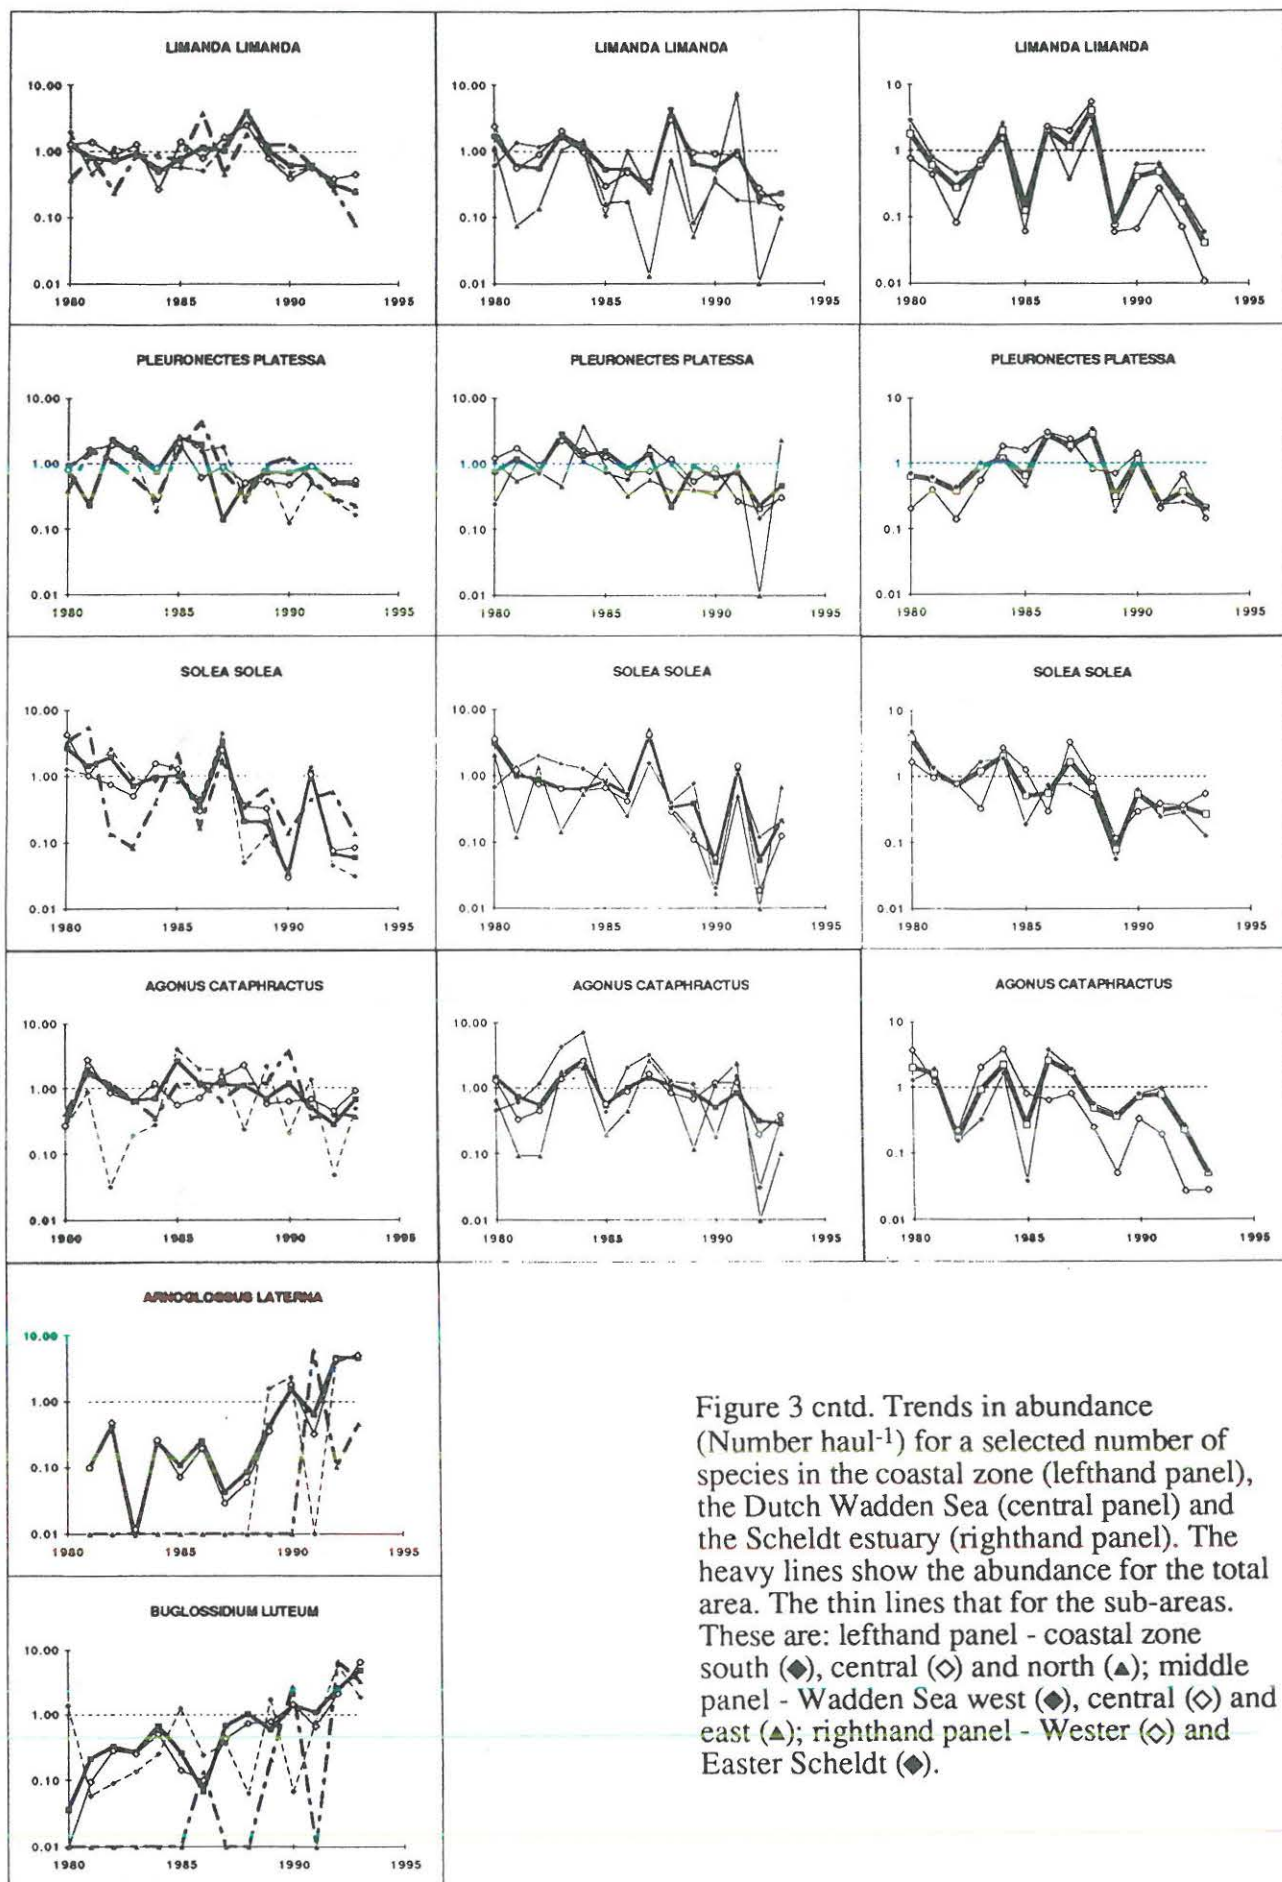 LIMANDA LIMANDA
10.00
1.00
0.10
0.01
1980 1985 1990 1995
LIMANDA LIMANDA
10.00
1.00
0.10
0.01
1980 1985 1990 1995
LIMANDA LIMANDA
10
1
0.1
0.01
1980 1985 1990 1995
PLEURONECTES PLATESSA
10.00
1.00
0.10
0.01
1980 1985 1990 1995
PLEURONECTES PLATESSA
10.00
1.00
0.10
0.01
1980 1985 1990 1995
PLEURONECTES PLATESSA
10
1
0.1
0.01
1980 1985 1990 1995
SOLEA SOLEA
10.00
1.00
0.10
0.01
1980 1985 1990 1995
SOLEA SOLEA
10.00
1.00
0.10
0.01
1980 1985 1990 1995
SOLEA SOLEA
10
1
0.1
0.01
1980 1985 1990 1995
AGONUS CATAPHRACTUS
10.00
1.00
0.10
0.01
1980 1985 1990 1995
AGONUS CATAPHRACTUS
10.00
1.00
0.10
0.01
1980 1985 1990 1995
AGONUS CATAPHRACTUS
10
1
0.1
0.01
1980 1985 1990 1995
ARNOGLOSSUS LATERNA
10.00
1.00
0.10
0.01
1980 1985 1990 1995
BUGLOSSIDIUM LUTEUM
10.00
1.00
0.10
0.01
1980 1985 1990 1995
Figure 3 cntd. Trends in abundance
(Number haul-1) for a selected number of
species in the coastal zone (lefthand panel),
the Dutch Wadden Sea (central panel) and
the Scheldt estuary (righthand panel). The
heavy lines show the abundance for the total
area. The thin lines that for the sub-areas.
These are: lefthand panel - coastal zone
south (◆), central (◇) and north (▲); middle
panel - Wadden Sea west (◆), central (◇) and
east (▲); righthand panel - Wester (◇) and
Easter Scheldt (◆).